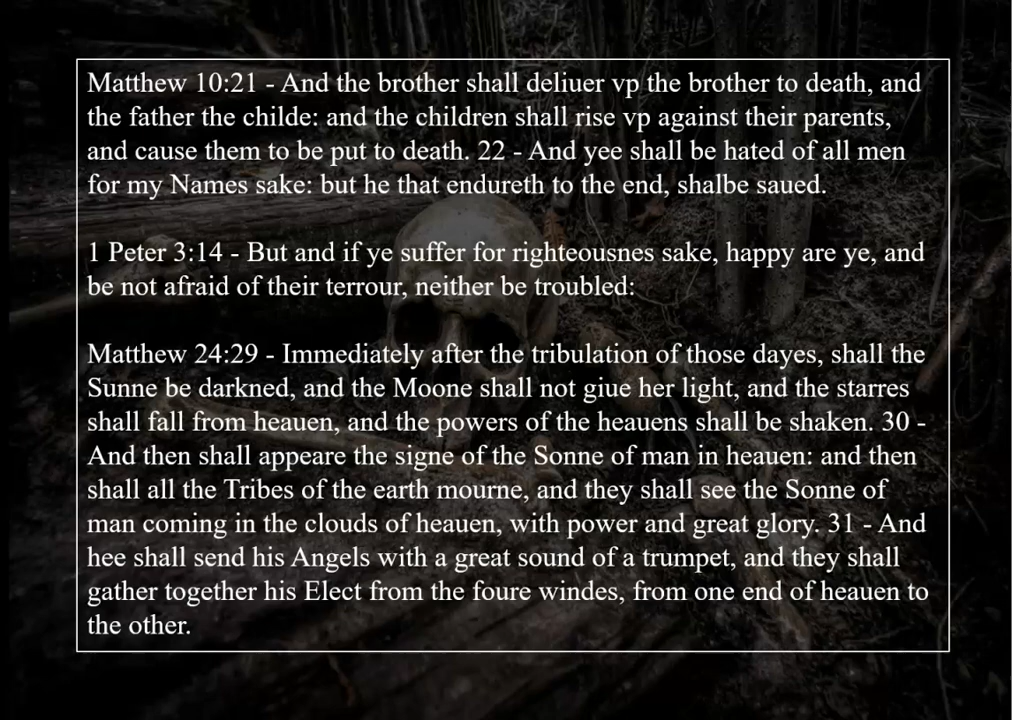 Matthew 10:21 - And the brother shall deliuer vp the brother to death, and
the father the childe: and the children shall rise vp against their parents,
and cause them to be put to death. 22 - And yee shall be hated of all men
for my Names sake: but he that endureth to the end, shalbe saued.
1 Peter 3:14 - But and if ye suffer for righteousnes sake, happy are ye, and
be not afraid of their terrour, neither be troubled:
Matthew 24:29 - Immediately after the tribulation of those dayes, shall the
Sunne be darkned, and the Moone shall not giue her light, and the starres
shall fall from heauen, and the powers of the heauens shall be shaken. 30 -
And then shall appeare the signe of the Sonne of man in heauen: and then
shall all the Tribes of the earth mourne, and they shall see the Sonne of
man coming in the clouds of heauen, with power and great glory. 31 - And
hee shall send his Angels with a great sound of a trumpet, and they shall
gather together his Elect from the foure windes, from one end of heauen to
the other.